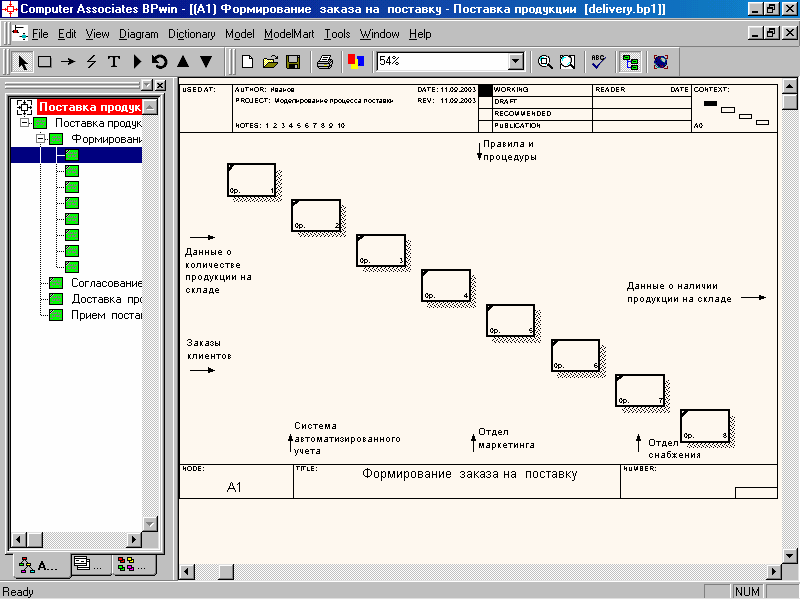 Computer Associates BPwin - [(A1) Формирование заказа на поставку - Поставка продукции [delivery.bp1]]
File Edit View Diagram Dictionary Model ModelMart Tools Window Help
T 54% ABC
Поставка продук
Поставка продук
Формировани
Согласование
Доставка про
Прием постав
A...
...
...
USED AT:
AUTHOR: Иванов
DATE: 11.09.2003
PROJECT: Моделирование процесса поставки
REV: 11.09.2003
NOTES: 1 2 3 4 5 6 7 8 9 10
WORKING
DRAFT
RECOMMENDED
PUBLICATION
READER DATE
CONTEXT:
A0
Правила и
процедуры
0р. 1
0р. 2
0р. 3
0р. 4
0р. 5
0р. 6
0р. 7
0р. 8
Данные о
количестве
продукции на
складе
Данные о наличии
продукции на складе
Заказы
клиентов
Система
автоматизированного
учета
Отдел
маркетинга
Отдел
снабжения
NODE:
A1
TITLE:
Формирование заказа на поставку
NUMBER:
Ready
NUM